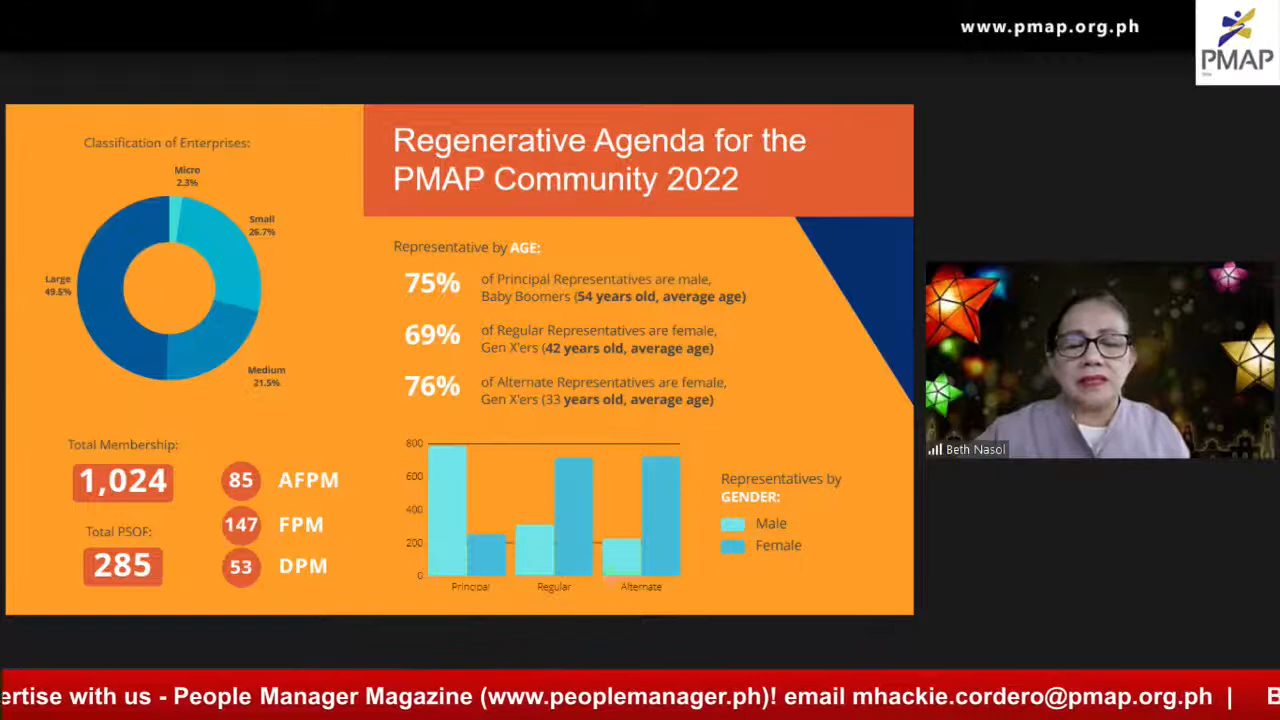 www.pmap.org.ph
PMAP
Classification of Enterprises:
Micro
2.3%
Small
26.7%
Large
49.5%
Medium
21.5%
Regenerative Agenda for the
PMAP Community 2022
Representative by AGE:
75%
of Principal Representatives are male,
Baby Boomers (54 years old, average age)
69%
of Regular Representatives are female,
Gen X'ers (42 years old, average age)
76%
of Alternate Representatives are female,
Gen X'ers (33 years old, average age)
Total Membership:
1,024
Total PSOF:
285
85 AFPM
147 FPM
53 DPM
800
600
400
200
0
Principal Regular Alternate
Representatives by
GENDER:
Male
Female
Beth Nasol
ertise with us - People Manager Magazine (www.peoplemanager.ph)! email mhackie.cordero@pmap.org.ph | B